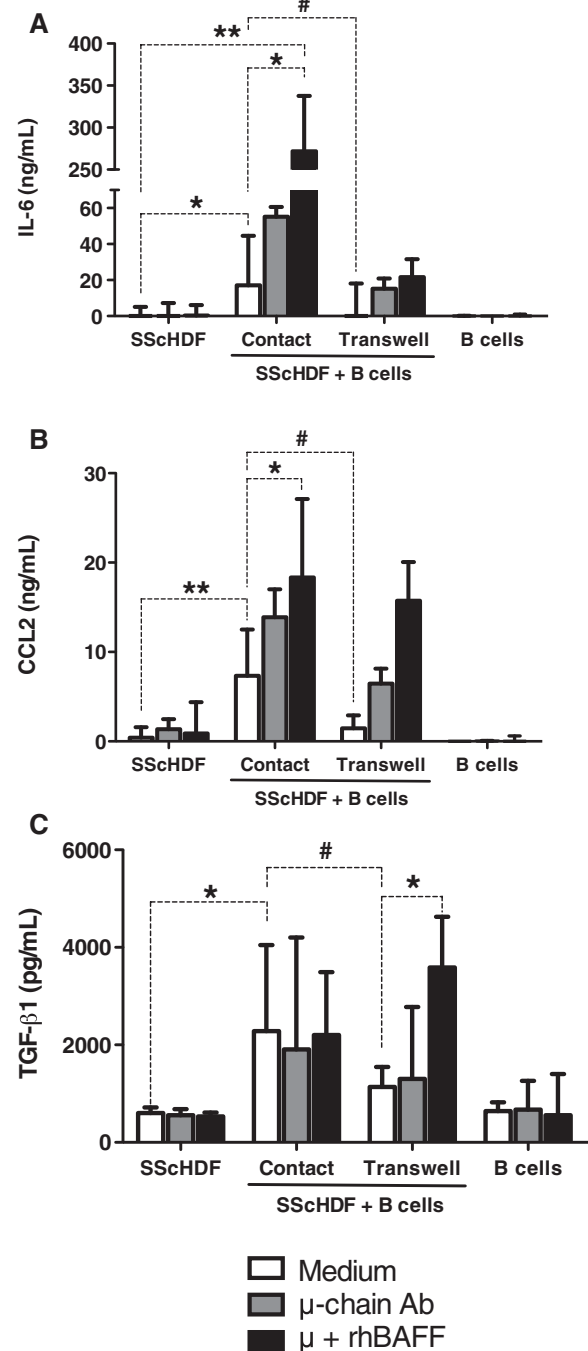 A
#
**
*
*
IL-6 (ng/mL)
400
350
300
250
60
40
20
0
SScHDF
Contact
Transwell
B cells
SScHDF + B cells
B
#
*
**
CCL2 (ng/mL)
30
20
10
0
SScHDF
Contact
Transwell
B cells
SScHDF + B cells
C
#
*
*
TGF-β1 (pg/mL)
6000
4000
2000
0
SScHDF
Contact
Transwell
B cells
SScHDF + B cells
Medium
µ-chain Ab
µ + rhBAFF